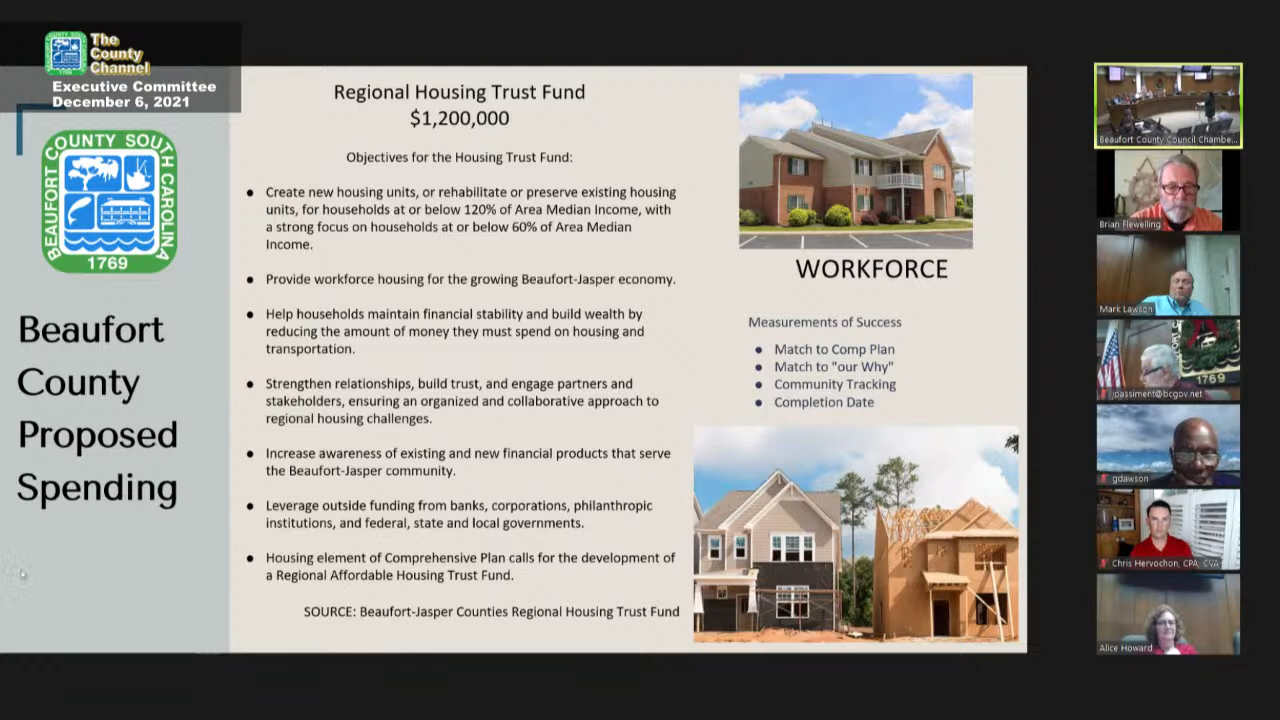 The
County
Channel
Executive Committee
December 6, 2021
BEAUFORT COUNTY SOUTH CAROLINA
1769
Beaufort
County
Proposed
Spending
Regional Housing Trust Fund
$1,200,000
Objectives for the Housing Trust Fund:
● Create new housing units, or rehabilitate or preserve existing housing
units, for households at or below 120% of Area Median Income, with
a strong focus on households at or below 60% of Area Median
Income.
● Provide workforce housing for the growing Beaufort-Jasper economy.
● Help households maintain financial stability and build wealth by
reducing the amount of money they must spend on housing and
transportation.
● Strengthen relationships, build trust, and engage partners and
stakeholders, ensuring an organized and collaborative approach to
regional housing challenges.
● Increase awareness of existing and new financial products that serve
the Beaufort-Jasper community.
● Leverage outside funding from banks, corporations, philanthropic
institutions, and federal, state and local governments.
● Housing element of Comprehensive Plan calls for the development of
a Regional Affordable Housing Trust Fund.
SOURCE: Beaufort-Jasper Counties Regional Housing Trust Fund
WORKFORCE
Measurements of Success
● Match to Comp Plan
● Match to "our Why"
● Community Tracking
● Completion Date
Beaufort County Council Chambe...
Brian Flewelling
Mark Lawson
1769
jpassiment@bcgov.net
gdawson
Chris Hervochon, CPA, CVA
Alice Howard